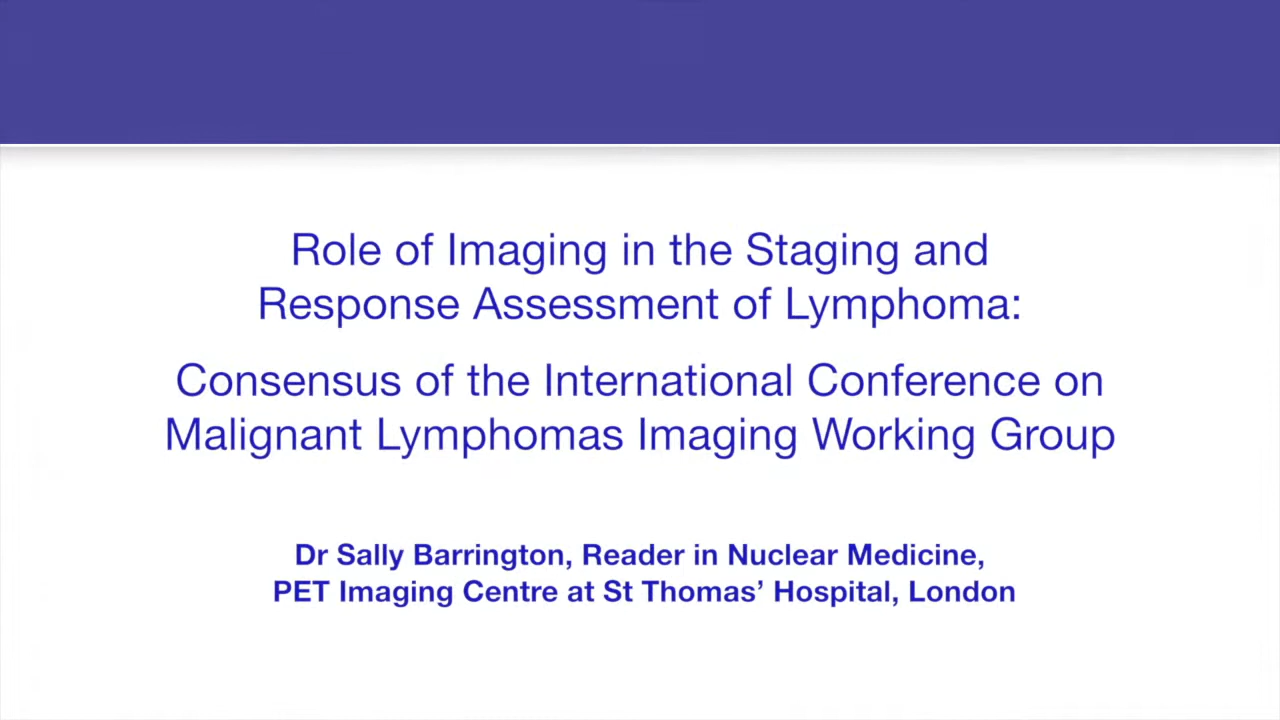 Role of Imaging in the Staging and
Response Assessment of Lymphoma:
Consensus of the International Conference on
Malignant Lymphomas Imaging Working Group
Dr Sally Barrington, Reader in Nuclear Medicine,
PET Imaging Centre at St Thomas’ Hospital, London